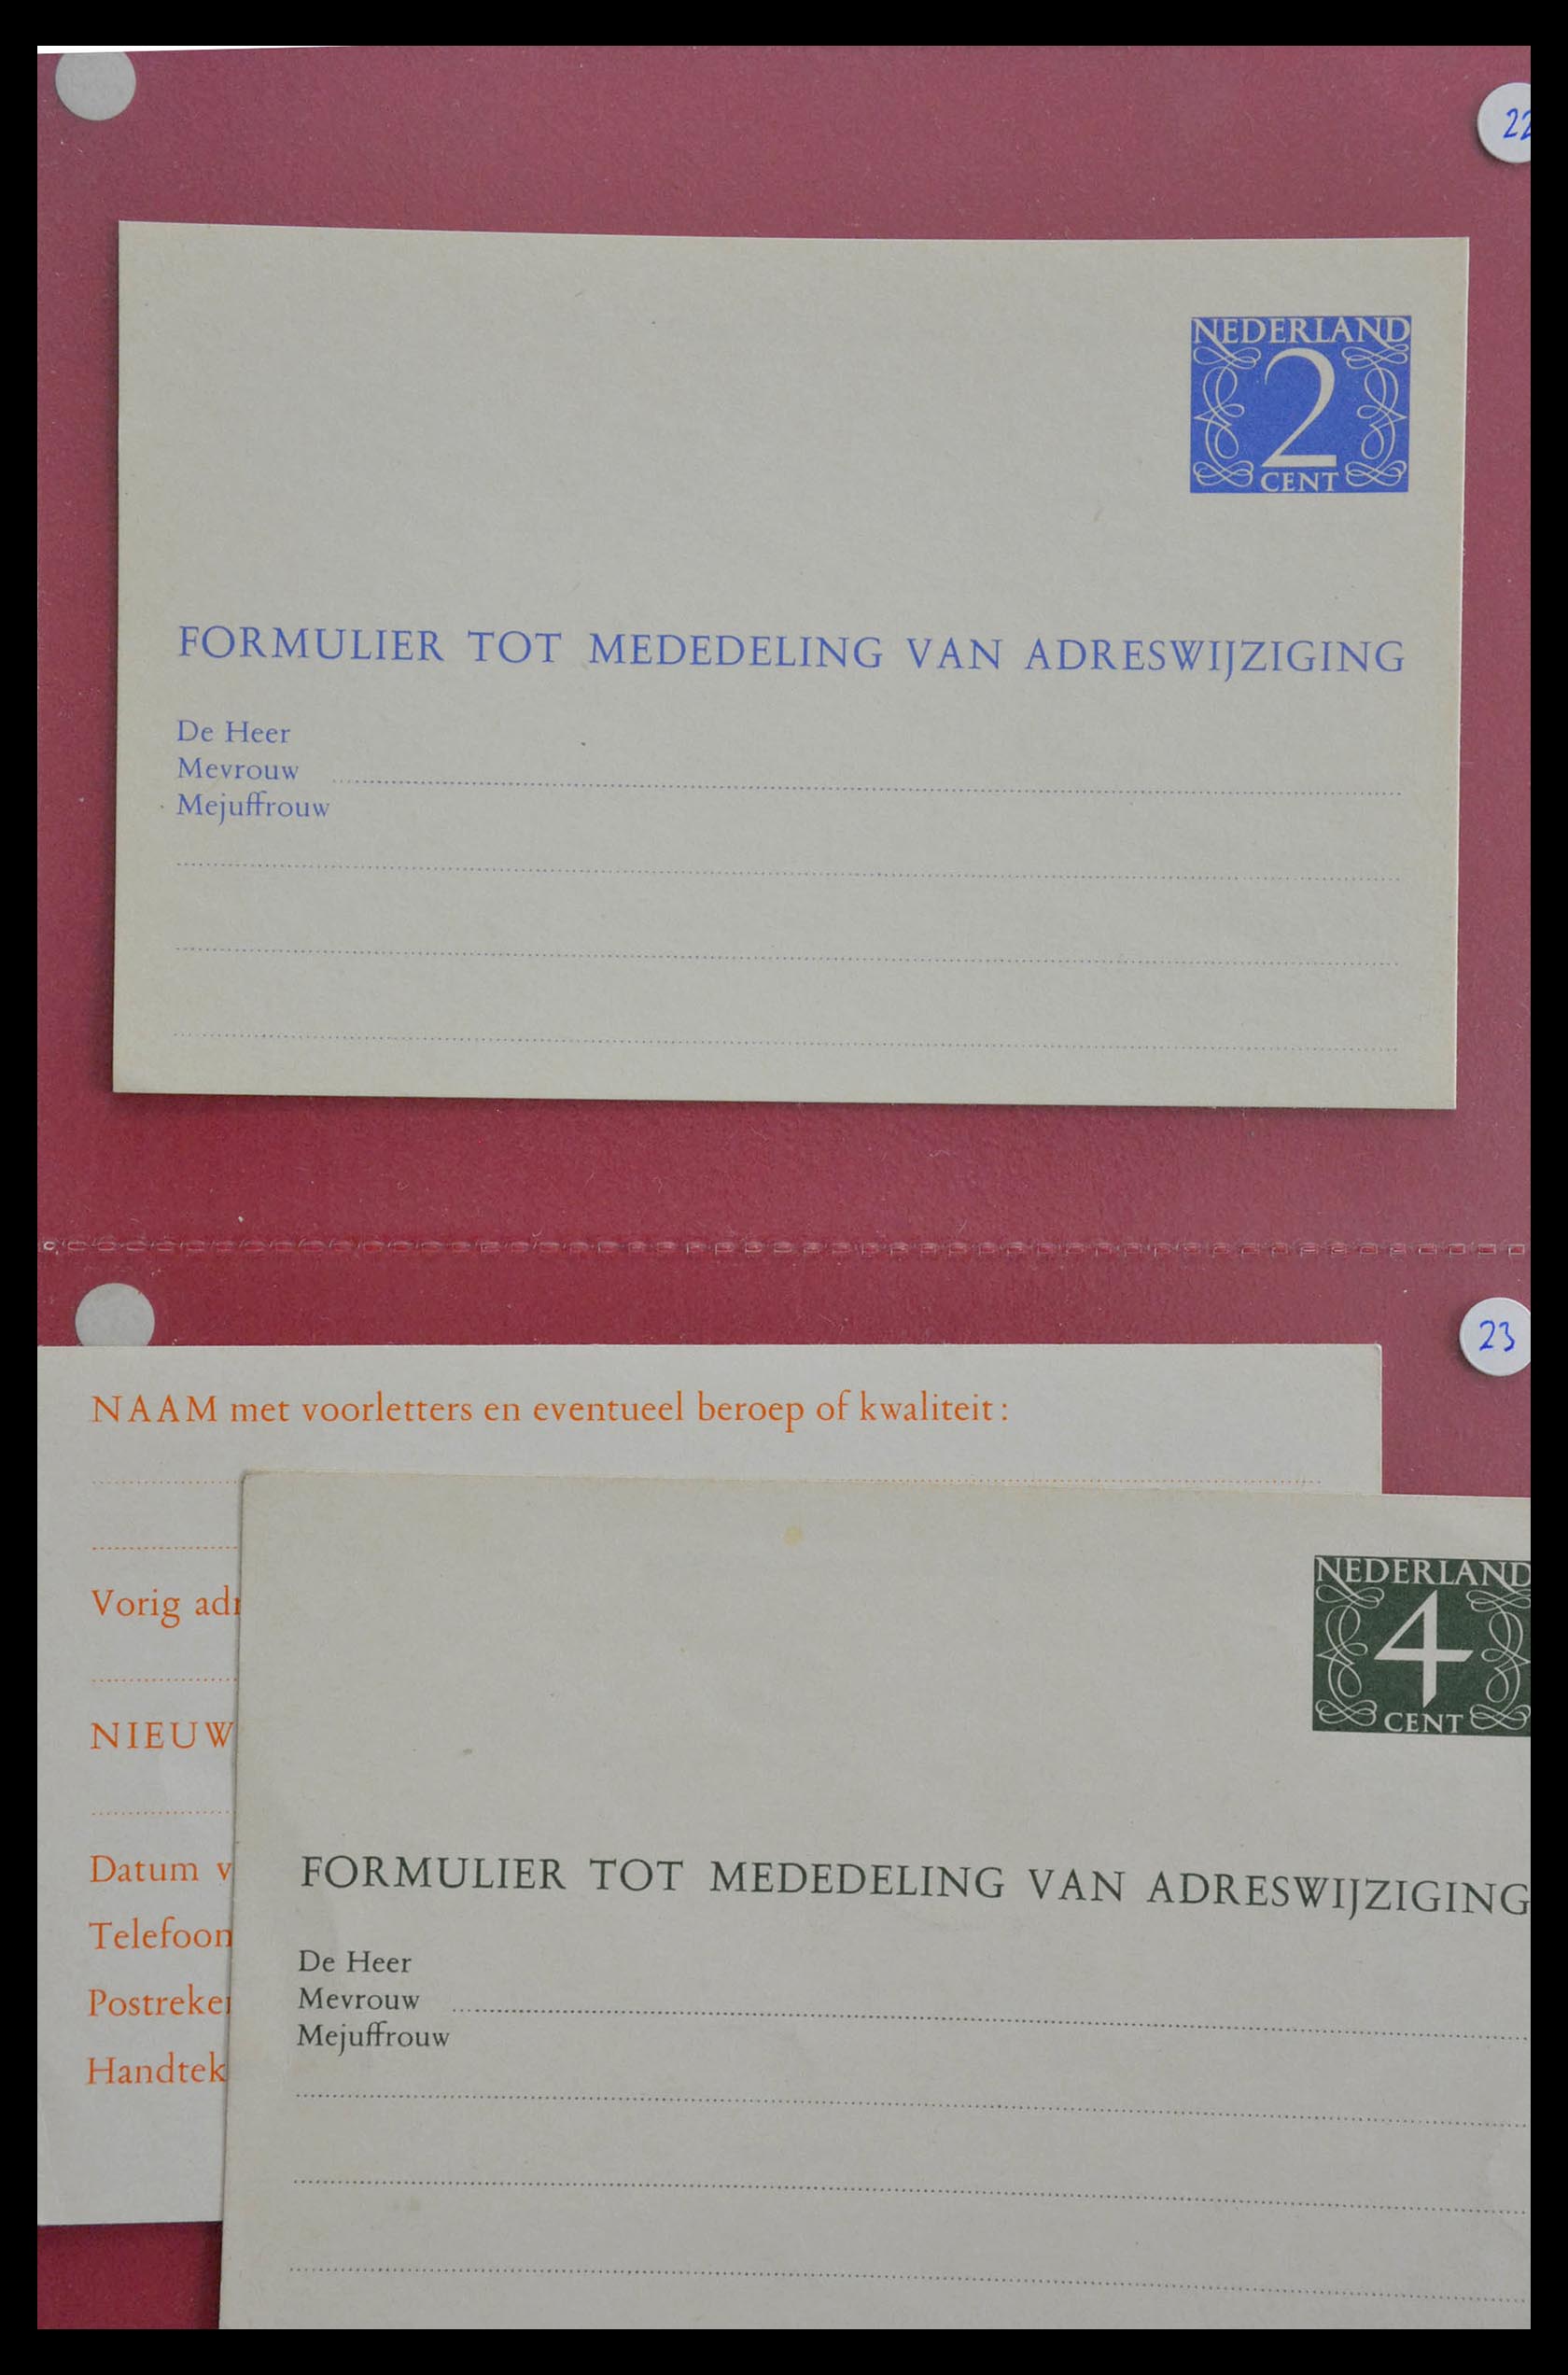 22
NEDERLAND
2
CENT
FORMULIER TOT MEDEDELING VAN ADRESWIJZIGING
De Heer
Mevrouw
Mejuffrouw
23
NAAM met voorletters en eventueel beroep of kwaliteit:
Vorig adr
NIEUW
Datum v
Telefoon
Postreke
Handtek
NEDERLAND
4
CENT
FORMULIER TOT MEDEDELING VAN ADRESWIJZIGING
De Heer
Mevrouw
Mejuffrouw